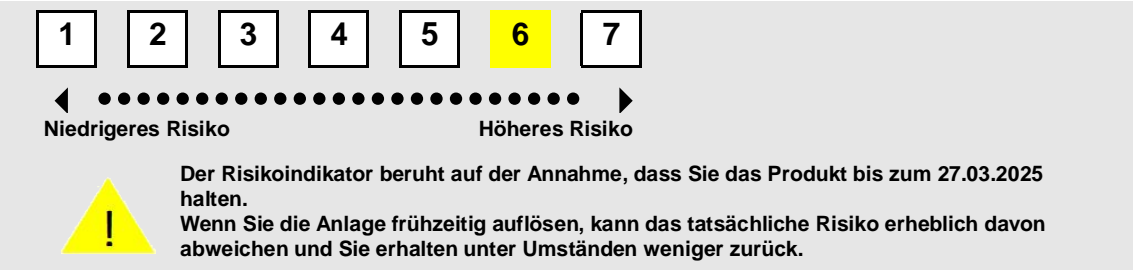 1 2 3 4 5 6 7
Niedrigeres Risiko Höheres Risiko
Der Risikoindikator beruht auf der Annahme, dass Sie das Produkt bis zum 27.03.2025
halten.
Wenn Sie die Anlage frühzeitig auflösen, kann das tatsächliche Risiko erheblich davon
abweichen und Sie erhalten unter Umständen weniger zurück.
!